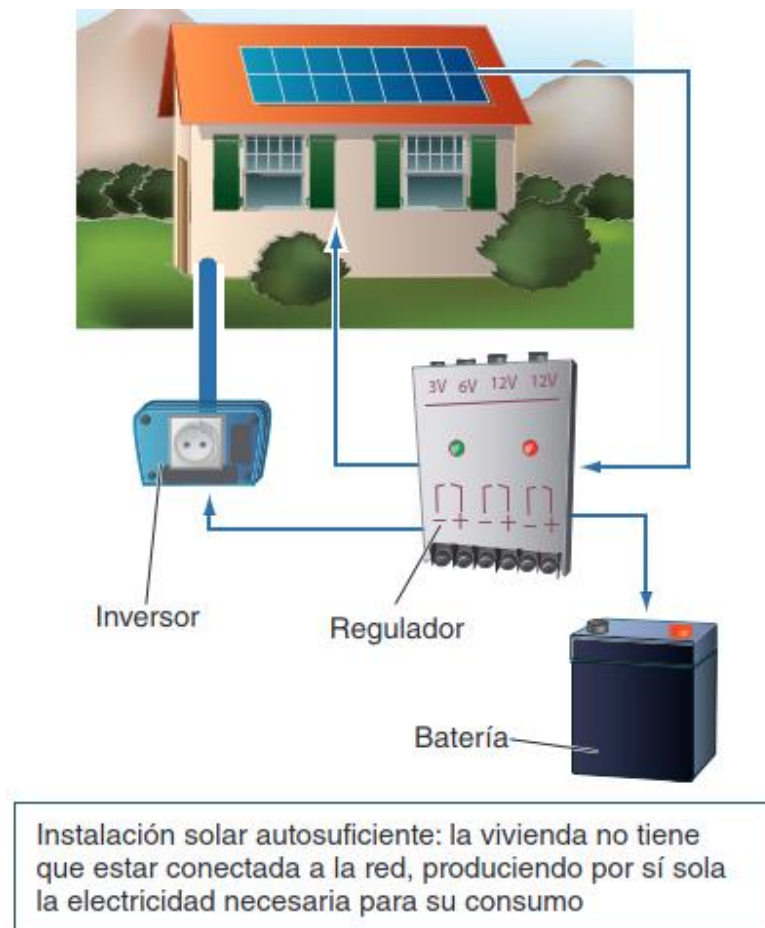 3V 6V 12V 12V
− + − + − +
Inversor
Regulador
Batería
Instalación solar autosuficiente: la vivienda no tiene
que estar conectada a la red, produciendo por sí sola
la electricidad necesaria para su consumo